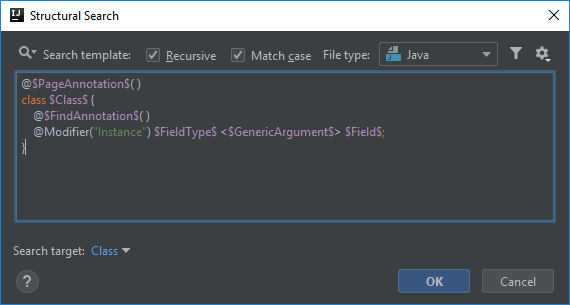 Structural Search
Search template: Recursive Match case File type: Java
@$PageAnnotation$( )
class $Class$ {
@$FindAnnotation$( )
@Modifier("Instance") $FieldType$ <$GenericArgument$> $Field$;
}
Search target: Class
? OK Cancel